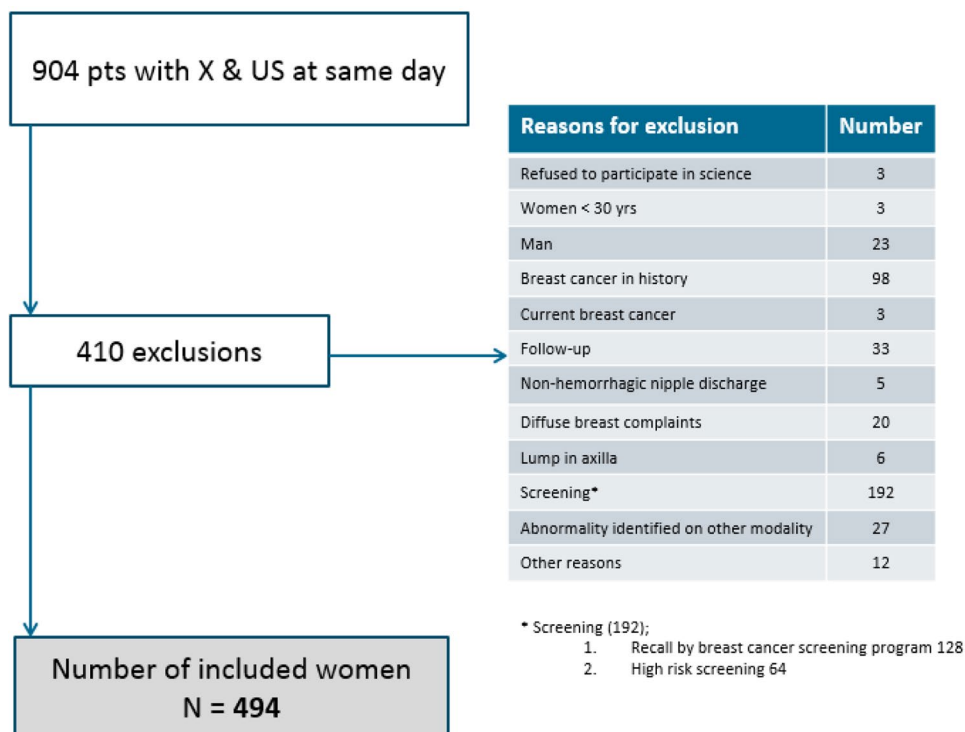 904 pts with X & US at same day
410 exclusions
Number of included women
N = 494
Reasons for exclusion Number
Refused to participate in science 3
Women < 30 yrs 3
Man 23
Breast cancer in history 98
Current breast cancer 3
Follow-up 33
Non-hemorrhagic nipple discharge 5
Diffuse breast complaints 20
Lump in axilla 6
Screening* 192
Abnormality identified on other modality 27
Other reasons 12
* Screening (192);
1. Recall by breast cancer screening program 128
2. High risk screening 64